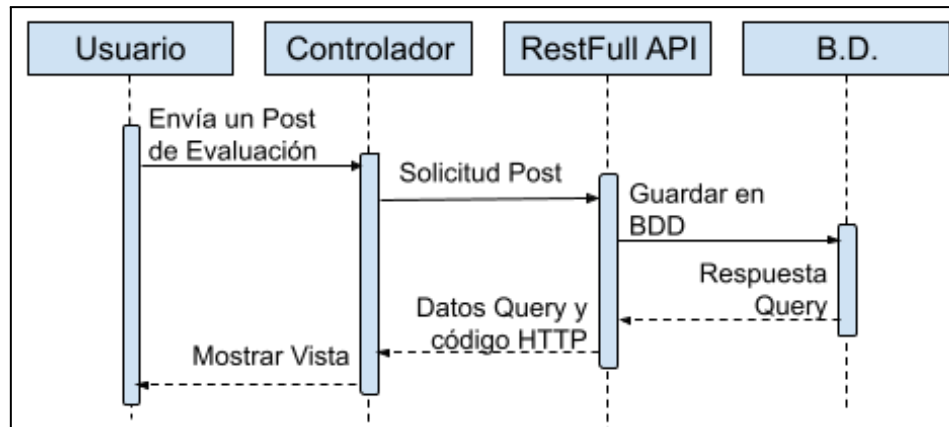 Usuario
Controlador
RestFull API
B.D.
Envía un Post
de Evaluación
Solicitud Post
Guardar en
BDD
Respuesta
Query
Datos Query y
código HTTP
Mostrar Vista